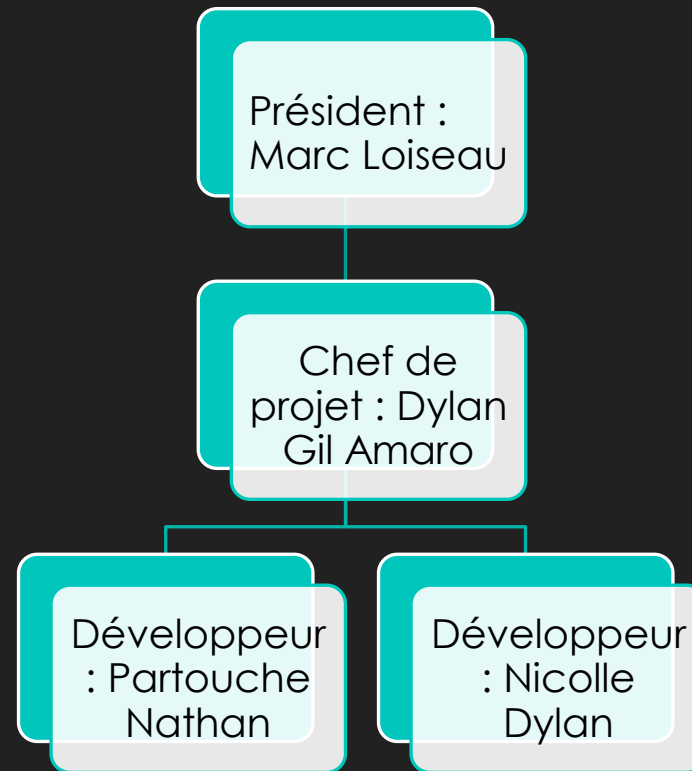 Président :
Marc Loiseau
Chef de
projet : Dylan
Gil Amaro
Développeur
: Partouche
Nathan
Développeur
: Nicolle
Dylan